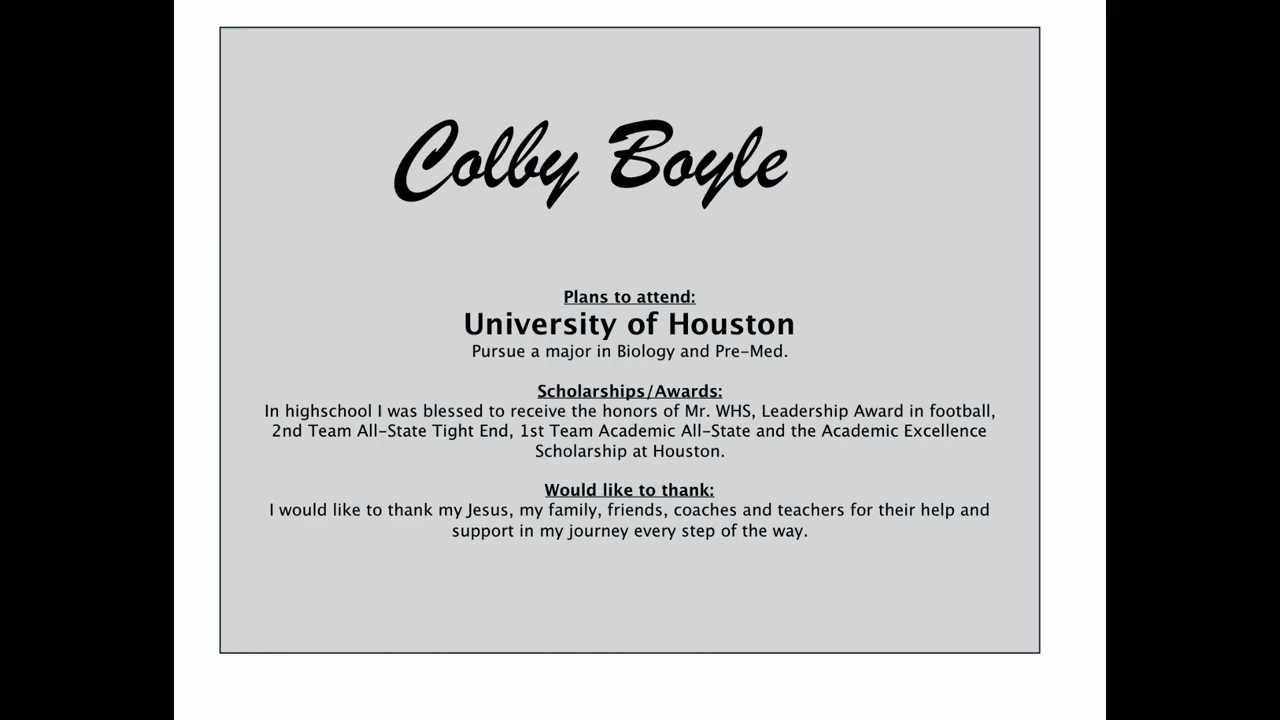 Colby Boyle
Plans to attend:
University of Houston
Pursue a major in Biology and Pre-Med.
Scholarships/Awards:
In highschool I was blessed to receive the honors of Mr. WHS, Leadership Award in football,
2nd Team All-State Tight End, 1st Team Academic All-State and the Academic Excellence
Scholarship at Houston.
Would like to thank:
I would like to thank my Jesus, my family, friends, coaches and teachers for their help and
support in my journey every step of the way.